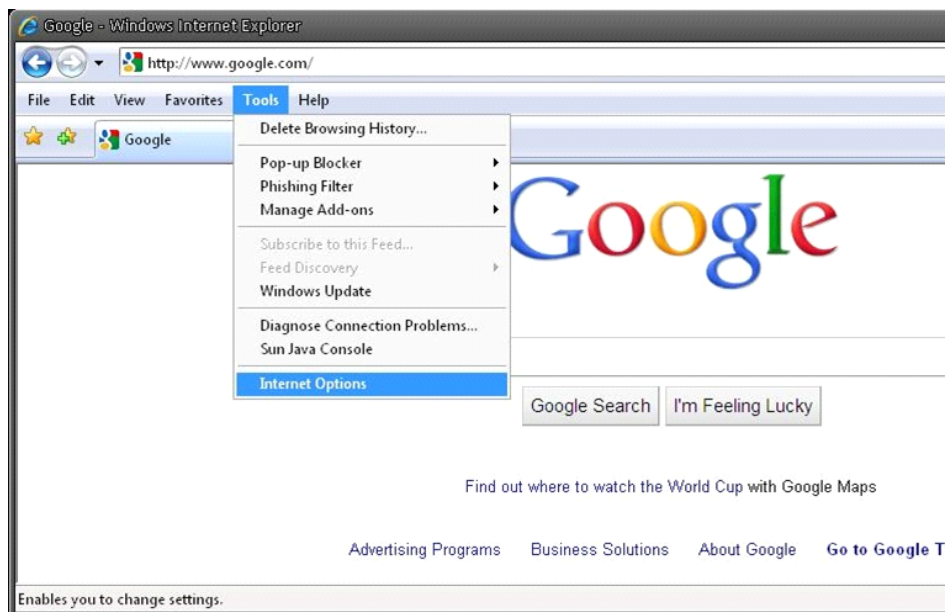 Google - Windows Internet Explorer
http://www.google.com/
File Edit View Favorites Tools Help
Google
Delete Browsing History...
Pop-up Blocker
Phishing Filter
Manage Add-ons
Subscribe to this Feed...
Feed Discovery
Windows Update
Diagnose Connection Problems...
Sun Java Console
Internet Options
Google
Google Search I'm Feeling Lucky
Find out where to watch the World Cup with Google Maps
Advertising Programs Business Solutions About Google Go to Google T
Enables you to change settings.